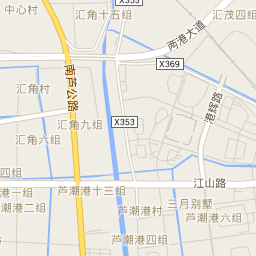 X353
中心村
汇角十五组
汇茂四组
两港大道
X369
汇角村
南芦公路
港辉路
汇角九组
X353
汇角六组
四组
芦潮港十三组
江山路
港一组
潮港二组
芦潮港村
三月别墅
芦潮港六组
芦潮港四组